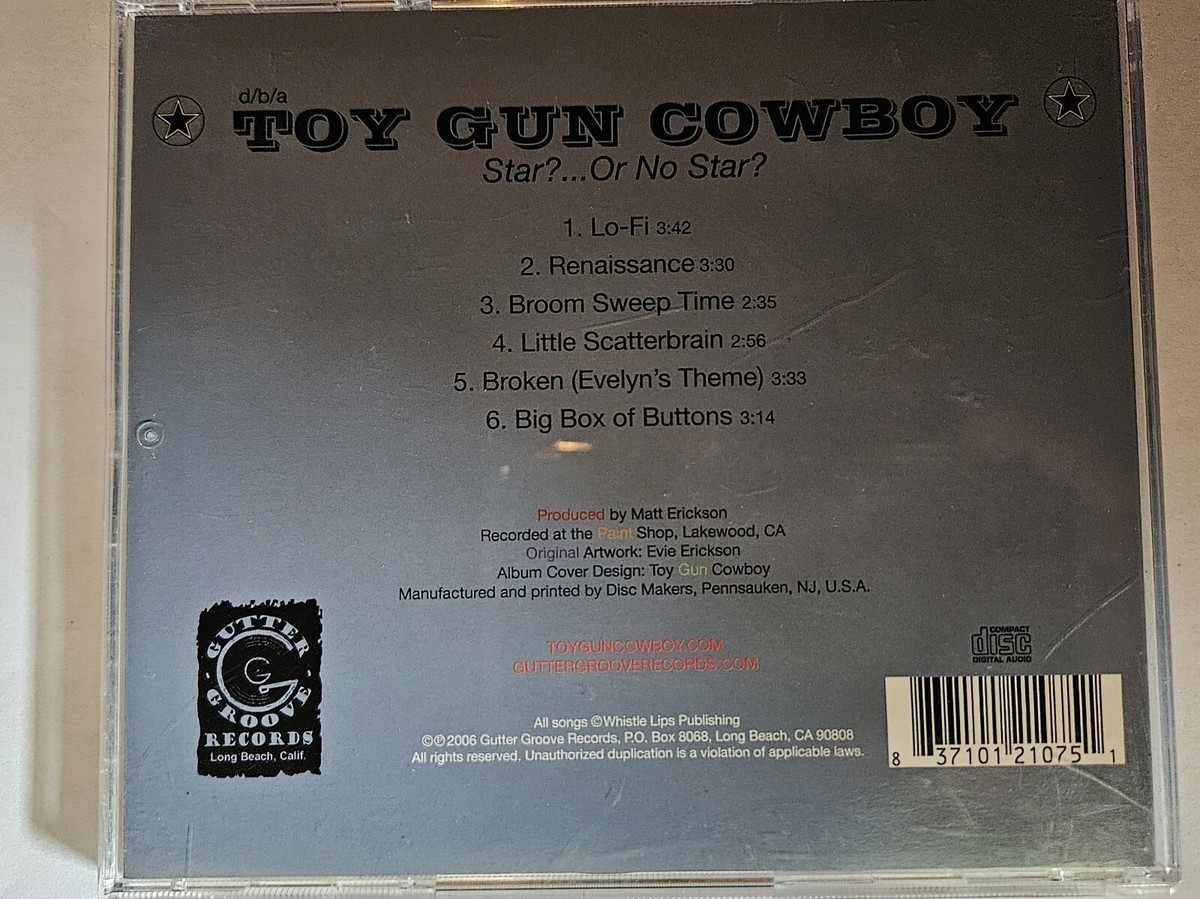 d/b/a
TOY GUN COWBOY
Star?...Or No Star?
1. Lo-Fi 3:42
2. Renaissance 3:30
3. Broom Sweep Time 2:35
4. Little Scatterbrain 2:56
5. Broken (Evelyn's Theme) 3:33
6. Big Box of Buttons 3:14
Produced by Matt Erickson
Recorded at the Paint Shop, Lakewood, CA
Original Artwork: Evie Erickson
Album Cover Design: Toy Gun Cowboy
Manufactured and printed by Disc Makers, Pennsauken, NJ, U.S.A.
TOYGUNCOWBOY.COM
GUTTERGROOVERECORDS.COM
All songs ©Whistle Lips Publishing
©℗2006 Gutter Groove Records, P.O. Box 8068, Long Beach, CA 90808
All rights reserved. Unauthorized duplication is a violation of applicable laws.
GUTTER
G
GROOVE
RECORDS
Long Beach, Calif.
COMPACT
disc
DIGITAL AUDIO
8 37101 21075 1